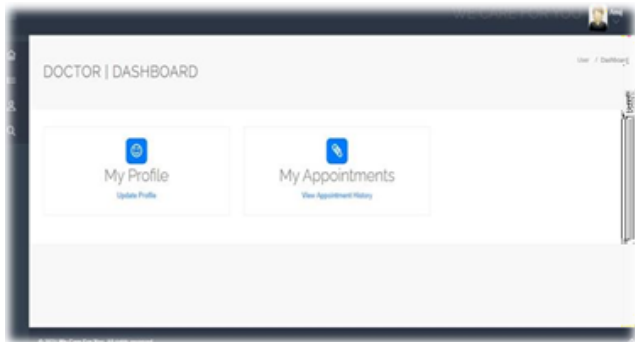 WE CARE FOR YOU
DOCTOR | DASHBOARD
User / Dashboard
My Profile
Update Profile
My Appointments
View Appointment History